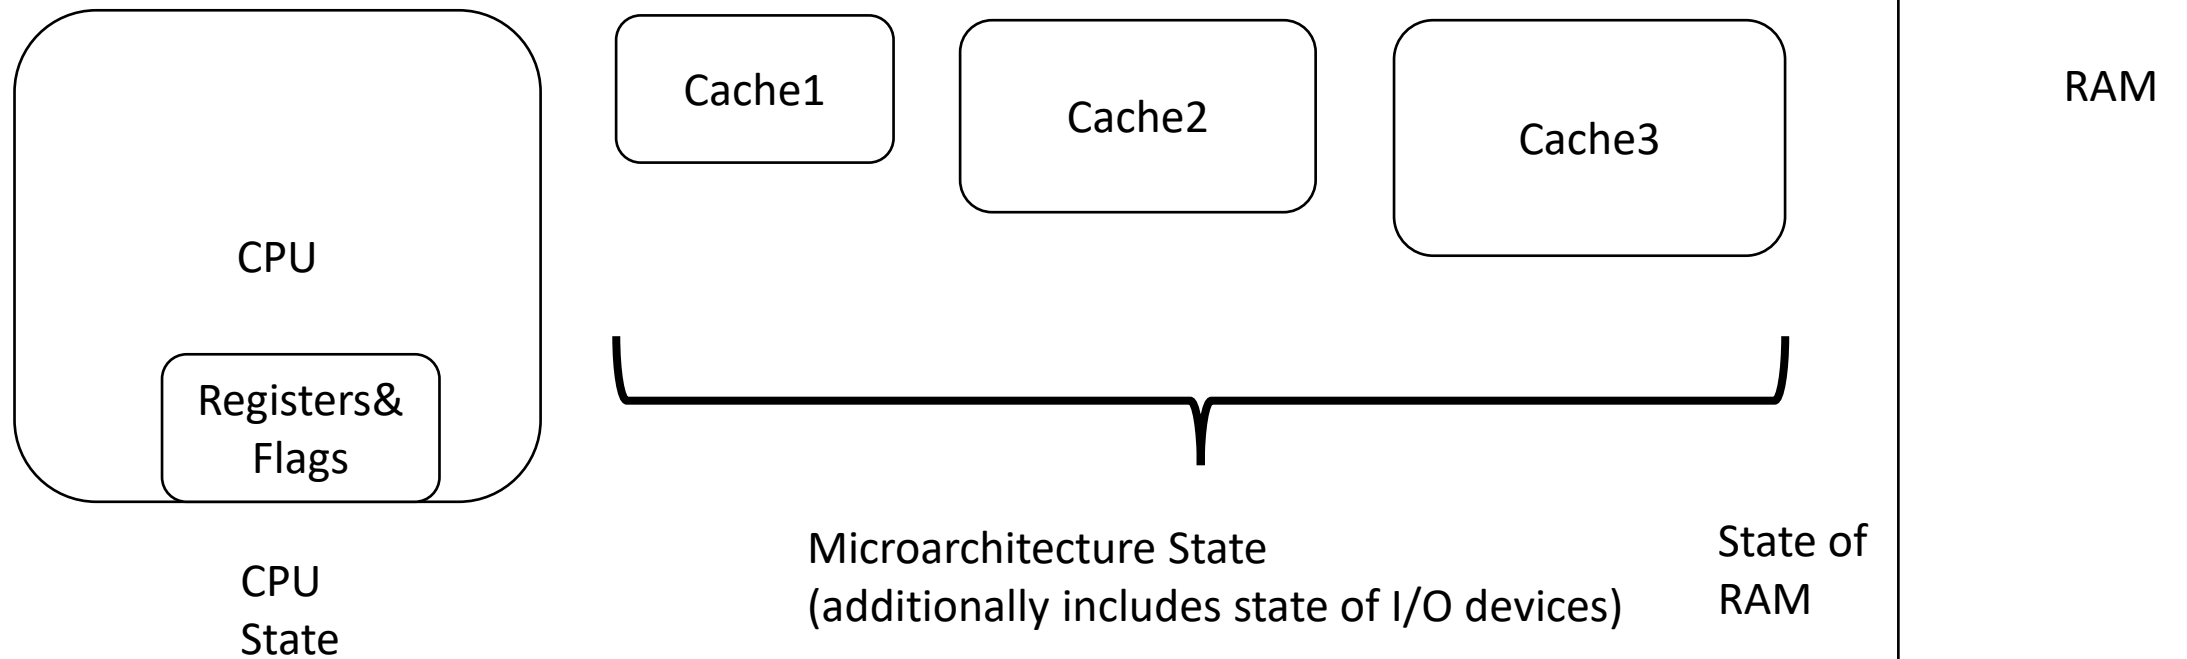 CPU
Registers&
Flags
CPU
State
Cache1
Cache2
Cache3
Microarchitecture State
(additionally includes state of I/O devices)
State of
RAM
RAM